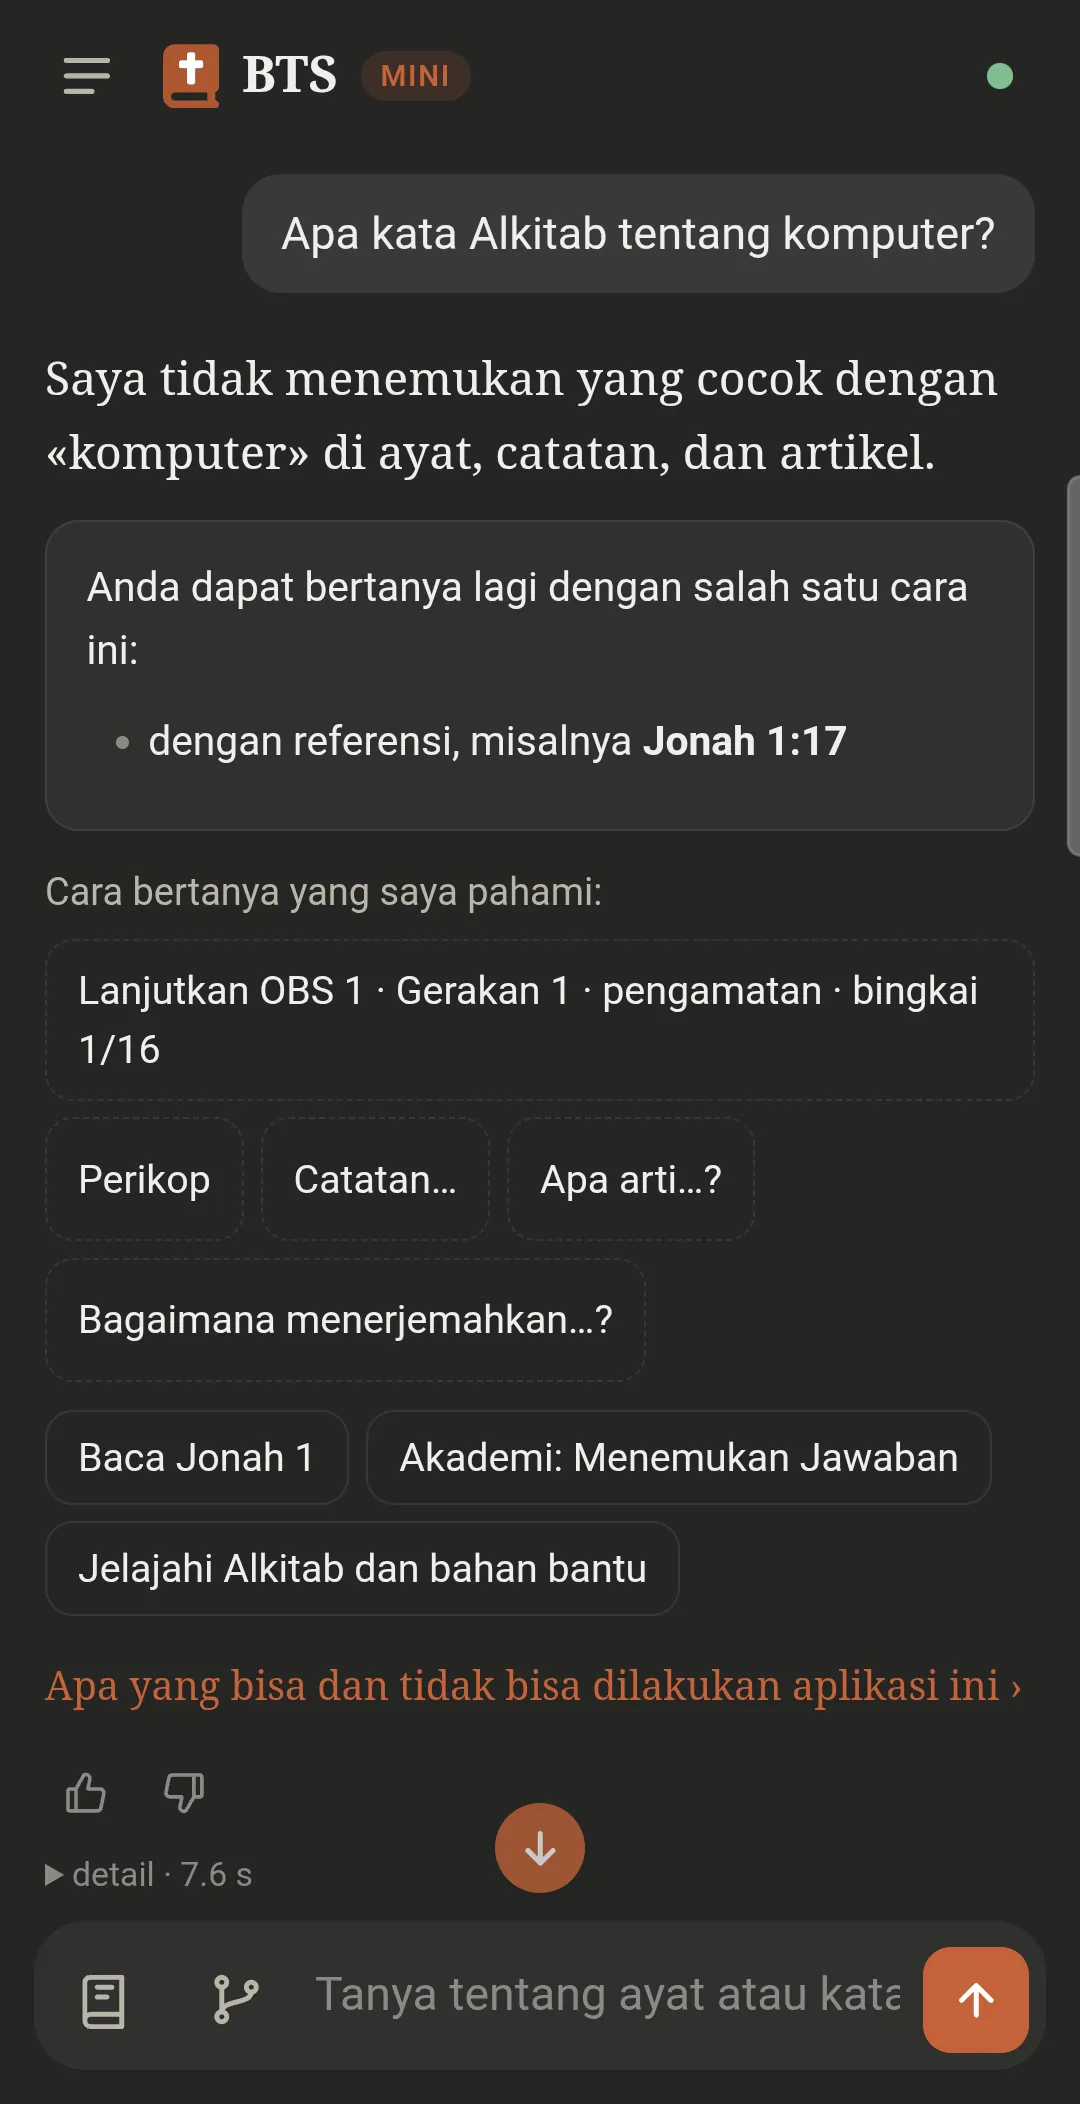 BTS MINI
Apa kata Alkitab tentang komputer?
Saya tidak menemukan yang cocok dengan
«komputer» di ayat, catatan, dan artikel.
Anda dapat bertanya lagi dengan salah satu cara
ini:
• dengan referensi, misalnya Jonah 1:17
Cara bertanya yang saya pahami:
Lanjutkan OBS 1 · Gerakan 1 · pengamatan · bingkai
1/16
Perikop Catatan... Apa arti...?
Bagaimana menerjemahkan...?
Baca Jonah 1 Akademi: Menemukan Jawaban
Jelajahi Alkitab dan bahan bantu
Apa yang bisa dan tidak bisa dilakukan aplikasi ini ›
detail · 7.6 s
Tanya tentang ayat atau kata